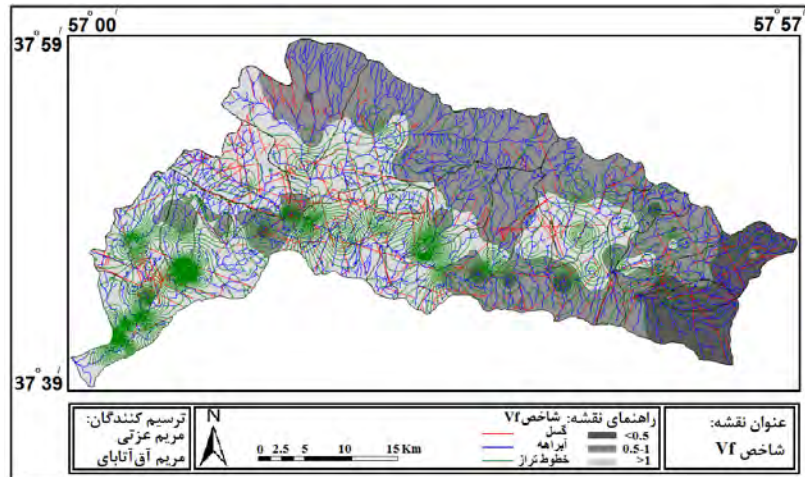 57° 00′
57° 57′
37° 59′
37° 39′
عنوان نقشه:
شاخص Vf
راهنمای نقشه: شاخص Vf
گسل
<0.5
آبراهه
0.5-1
خطوط تراز
>1
N
0 2.5 5 10 15 Km
ترسیم کنندگان:
مریم عزتی
مریم آق‌آتابای